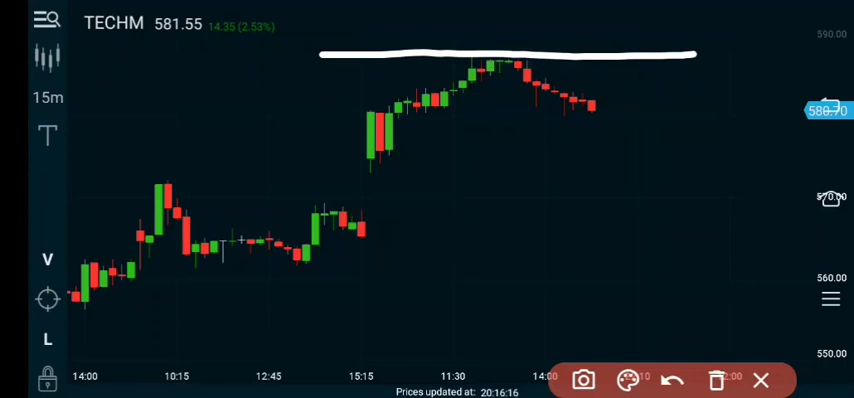 TECHM 581.55 14.35 (2.53%)
590.00
15m
T
580.70
570.00
V
560.00
L
550.00
14:00 10:15 12:45 15:15 11:30 14:00
Prices updated at: 20:16:16